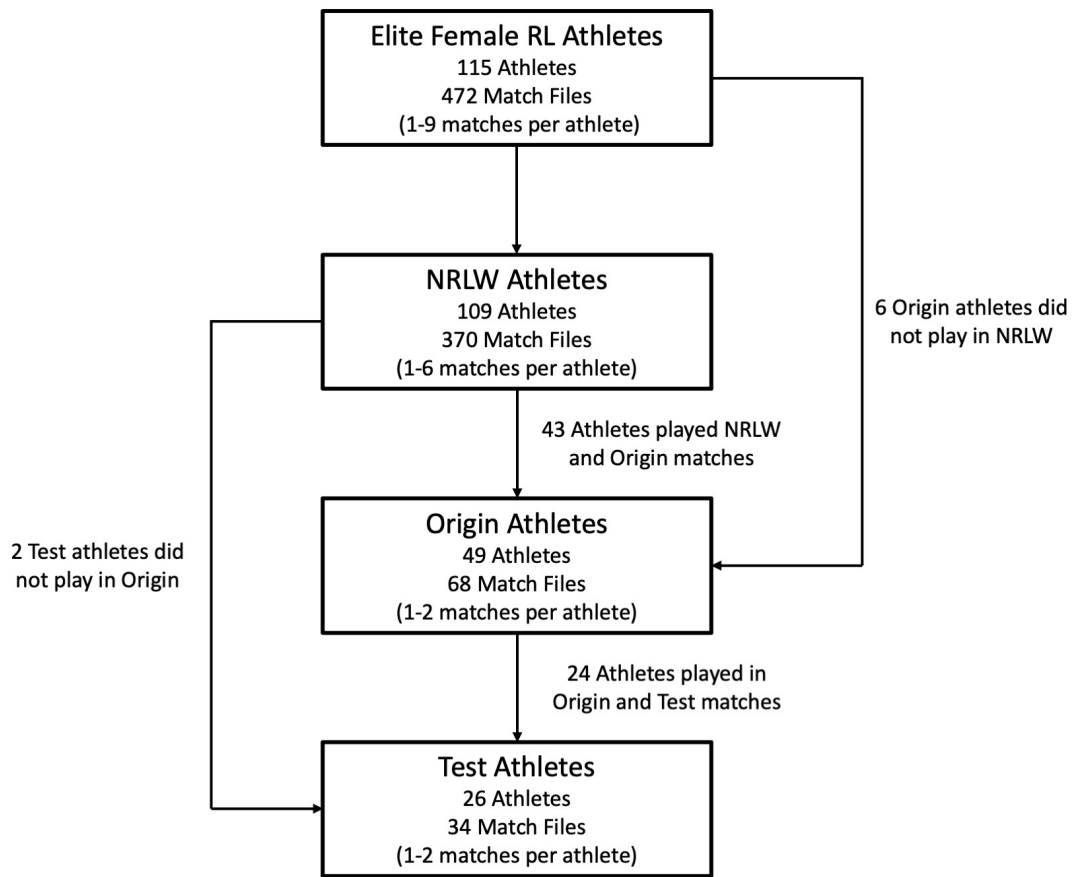 Elite Female RL Athletes
115 Athletes
472 Match Files
(1-9 matches per athlete)
NRLW Athletes
109 Athletes
370 Match Files
(1-6 matches per athlete)
6 Origin athletes did
not play in NRLW
43 Athletes played NRLW
and Origin matches
Origin Athletes
49 Athletes
68 Match Files
(1-2 matches per athlete)
2 Test athletes did
not play in Origin
24 Athletes played in
Origin and Test matches
Test Athletes
26 Athletes
34 Match Files
(1-2 matches per athlete)